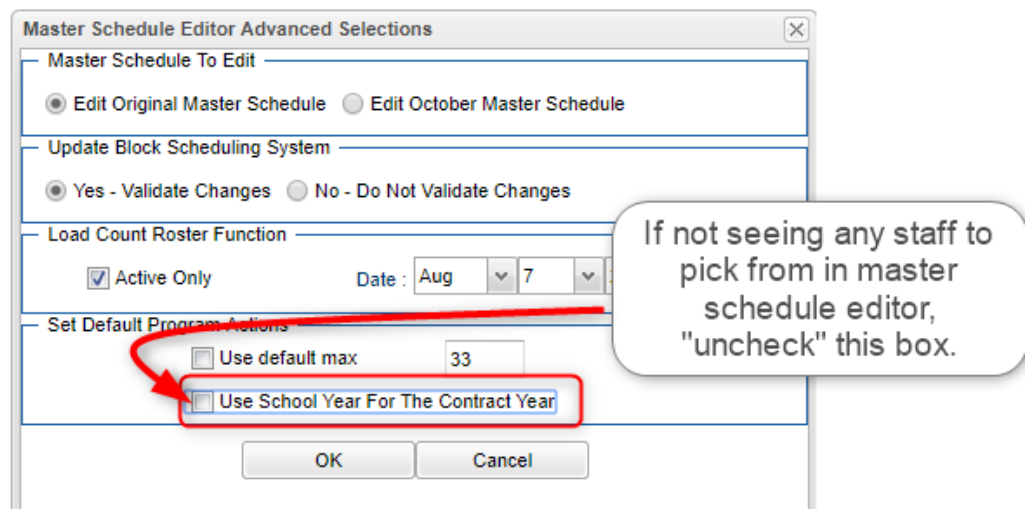 Master Schedule Editor Advanced Selections
Master Schedule To Edit
Edit Original Master Schedule Edit October Master Schedule
Update Block Scheduling System
Yes - Validate Changes No - Do Not Validate Changes
Load Count Roster Function
Active Only Date : Aug 7
Set Default Program Actions
Use default max 33
Use School Year For The Contract Year
OK Cancel
If not seeing any staff to
pick from in master
schedule editor,
"uncheck" this box.